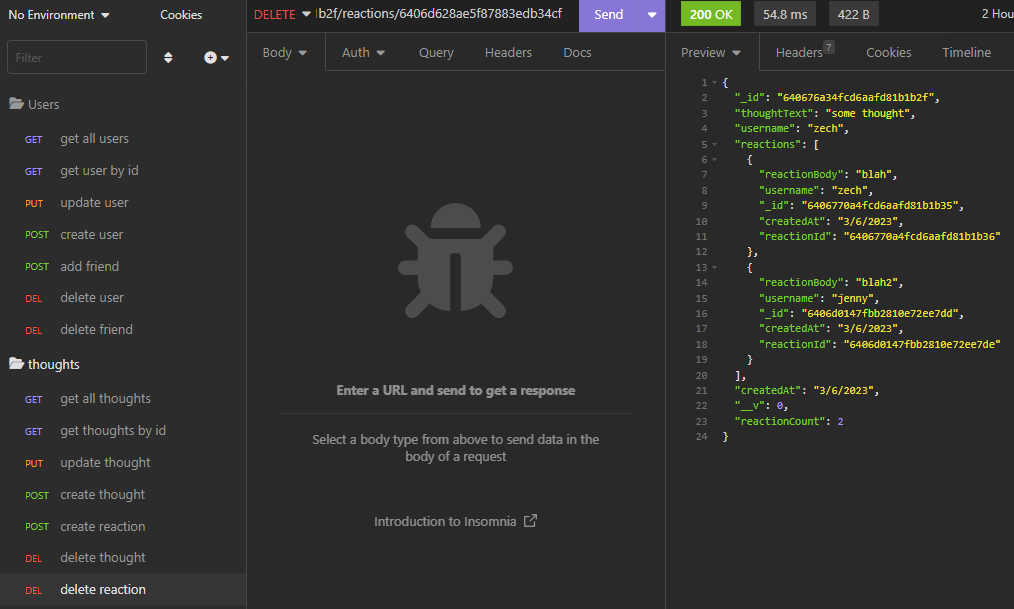 No Environment
Cookies
Filter
Users
GET get all users
GET get user by id
PUT update user
POST create user
POST add friend
DEL delete user
DEL delete friend
thoughts
GET get all thoughts
GET get thoughts by id
PUT update thought
POST create thought
POST create reaction
DEL delete thought
DEL delete reaction
DELETE b2f/reactions/6406d628ae5f87883edb34cf Send
Body Auth Query Headers Docs
Enter a URL and send to get a response
Select a body type from above to send data in the
body of a request
Introduction to Insomnia
200 OK 54.8 ms 422 B 2 Hou
Preview Headers 7 Cookies Timeline
1 {
2 "_id": "640676a34fcd6aafd81b1b2f",
3 "thoughtText": "some thought",
4 "username": "zech",
5 "reactions": [
6 {
7 "reactionBody": "blah",
8 "username": "zech",
9 "_id": "6406770a4fcd6aafd81b1b35",
10 "createdAt": "3/6/2023",
11 "reactionId": "6406770a4fcd6aafd81b1b36"
12 },
13 {
14 "reactionBody": "blah2",
15 "username": "jenny",
16 "_id": "6406d0147fbb2810e72ee7dd",
17 "createdAt": "3/6/2023",
18 "reactionId": "6406d0147fbb2810e72ee7de"
19 }
20 ],
21 "createdAt": "3/6/2023",
22 "__v": 0,
23 "reactionCount": 2
24 }